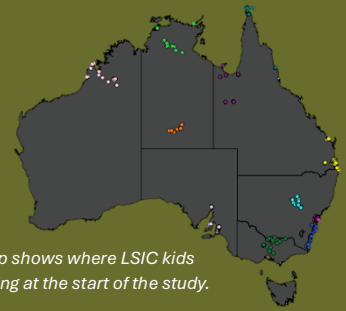 p shows where LSIC kids
ng at the start of the study.